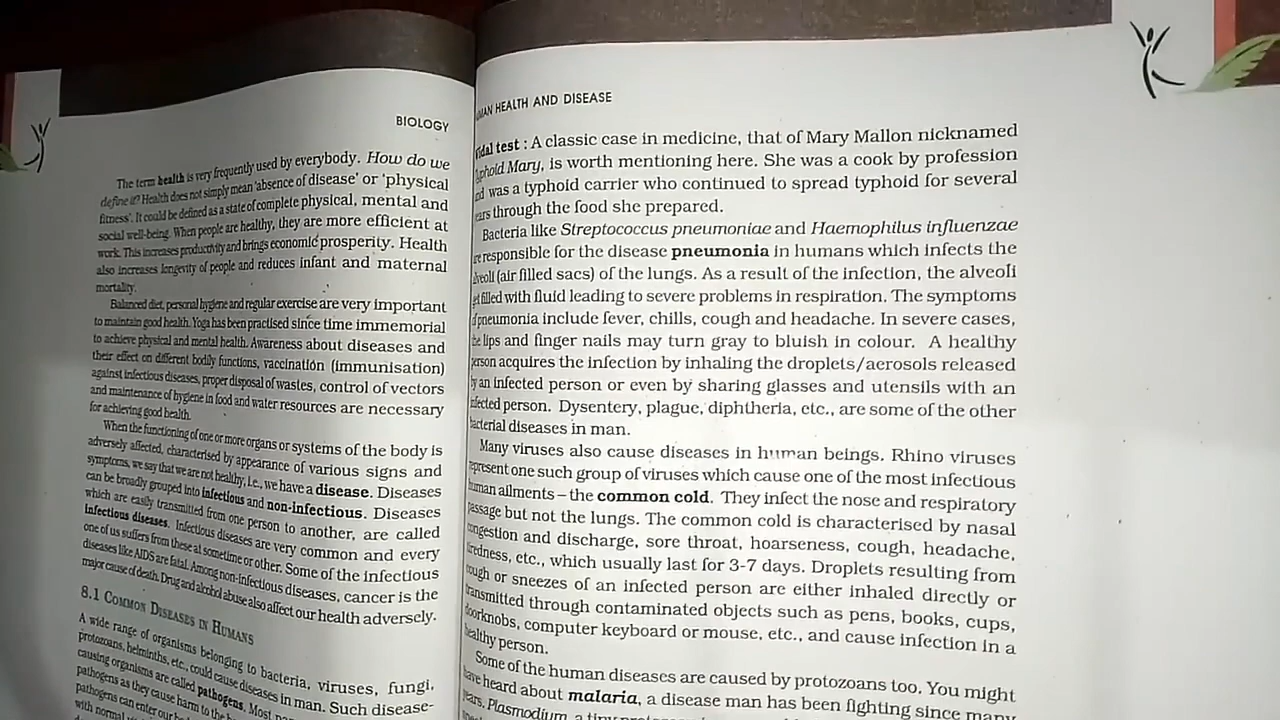 BIOLOGY
The term health is very frequently used by everybody. How do we
define it? Health does not simply mean 'absence of disease' or 'physical
fitness'. It could be defined as a state of complete physical, mental and
social well-being. When people are healthy, they are more efficient at
work. This increases productivity and brings economic prosperity. Health
also increases longevity of people and reduces infant and maternal
mortality.
Balanced diet, personal hygiene and regular exercise are very important
to maintain good health. Yoga has been practised since time immemorial
to achieve physical and mental health. Awareness about diseases and
their effect on different bodily functions, vaccination (immunisation)
against infectious diseases, proper disposal of wastes, control of vectors
and maintenance of hygiene in food and water resources are necessary
for achieving good health.
When the functioning of one or more organs or systems of the body is
adversely affected, characterised by appearance of various signs and
symptoms, we say that we are not healthy, i.e., we have a disease. Diseases
can be broadly grouped into infectious and non-infectious. Diseases
which are easily transmitted from one person to another, are called
infectious diseases. Infectious diseases are very common and every
one of us suffers from these at sometime or other. Some of the infectious
diseases like AIDS are fatal. Among non-infectious diseases, cancer is the
major cause of death. Drug and alcohol abuse also affect our health adversely.
8.1 COMMON DISEASES IN HUMANS
A wide range of organisms belonging to bacteria, viruses, fungi,
protozoans, helminths, etc., could cause diseases in man. Such disease-
causing organisms are called pathogens. Most
pathogens as they cause harm to the
pathogens can enter our
with
HEALTH AND DISEASE
test : A classic case in medicine, that of Mary Mallon nicknamed
Mary, is worth mentioning here. She was a cook by profession
was a typhoid carrier who continued to spread typhoid for several
through the food she prepared.
Bacteria like Streptococcus pneumoniae and Haemophilus influenzae
responsible for the disease pneumonia in humans which infects the
(air filled sacs) of the lungs. As a result of the infection, the alveoli
filled with fluid leading to severe problems in respiration. The symptoms
pneumonia include fever, chills, cough and headache. In severe cases,
lips and finger nails may turn gray to bluish in colour. A healthy
acquires the infection by inhaling the droplets/aerosols released
an infected person or even by sharing glasses and utensils with an
person. Dysentery, plague, diphtheria, etc., are some of the other
diseases in man.
Many viruses also cause diseases in human beings. Rhino viruses
represent one such group of viruses which cause one of the most infectious
human ailments – the common cold. They infect the nose and respiratory
passage but not the lungs. The common cold is characterised by nasal
congestion and discharge, sore throat, hoarseness, cough, headache,
tiredness, etc., which usually last for 3-7 days. Droplets resulting from
cough or sneezes of an infected person are either inhaled directly or
transmitted through contaminated objects such as pens, books, cups,
doorknobs, computer keyboard or mouse, etc., and cause infection in a
healthy person.
Some of the human diseases are caused by protozoans too. You might
have heard about malaria, a disease man has been fighting since many
years. Plasmodium, a tiny